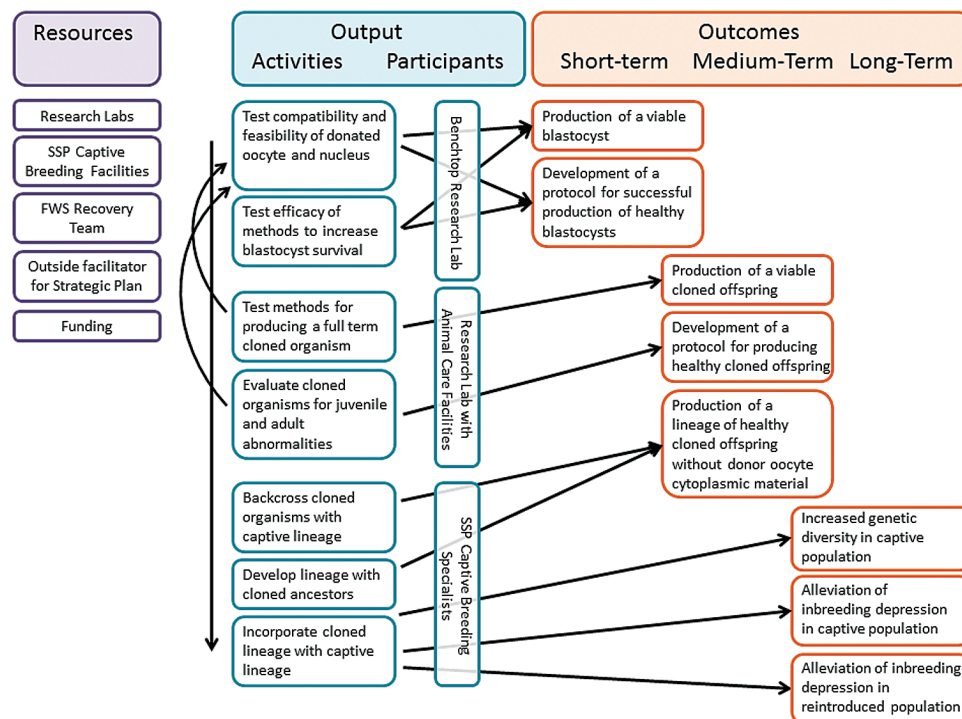 Resources
Output
Activities
Participants
Outcomes
Short-term
Medium-Term
Long-Term
Research Labs
SSP Captive
Breeding Facilities
FWS Recovery
Team
Outside facilitator
for Strategic Plan
Funding
Test compatibility and
feasibility of donated
oocyte and nucleus
Test efficacy of
methods to increase
blastocyst survival
Test methods for
producing a full term
cloned organism
Evaluate cloned
organisms for juvenile
and adult
abnormalities
Backcross cloned
organisms with
captive lineage
Develop lineage with
cloned ancestors
Incorporate cloned
lineage with captive
lineage
Benchtop Research Lab
Research Lab with
Animal Care Facilities
SSP Captive Breeding
Specialists
Production of a viable
blastocyst
Development of a
protocol for successful
production of healthy
blastocysts
Production of a viable
cloned offspring
Development of a
protocol for producing
healthy cloned offspring
Production of a
lineage of healthy
cloned offspring
without donor oocyte
cytoplasmic material
Increased genetic
diversity in captive
population
Alleviation of
inbreeding depression
in captive population
Alleviation of inbreeding
depression in
reintroduced population